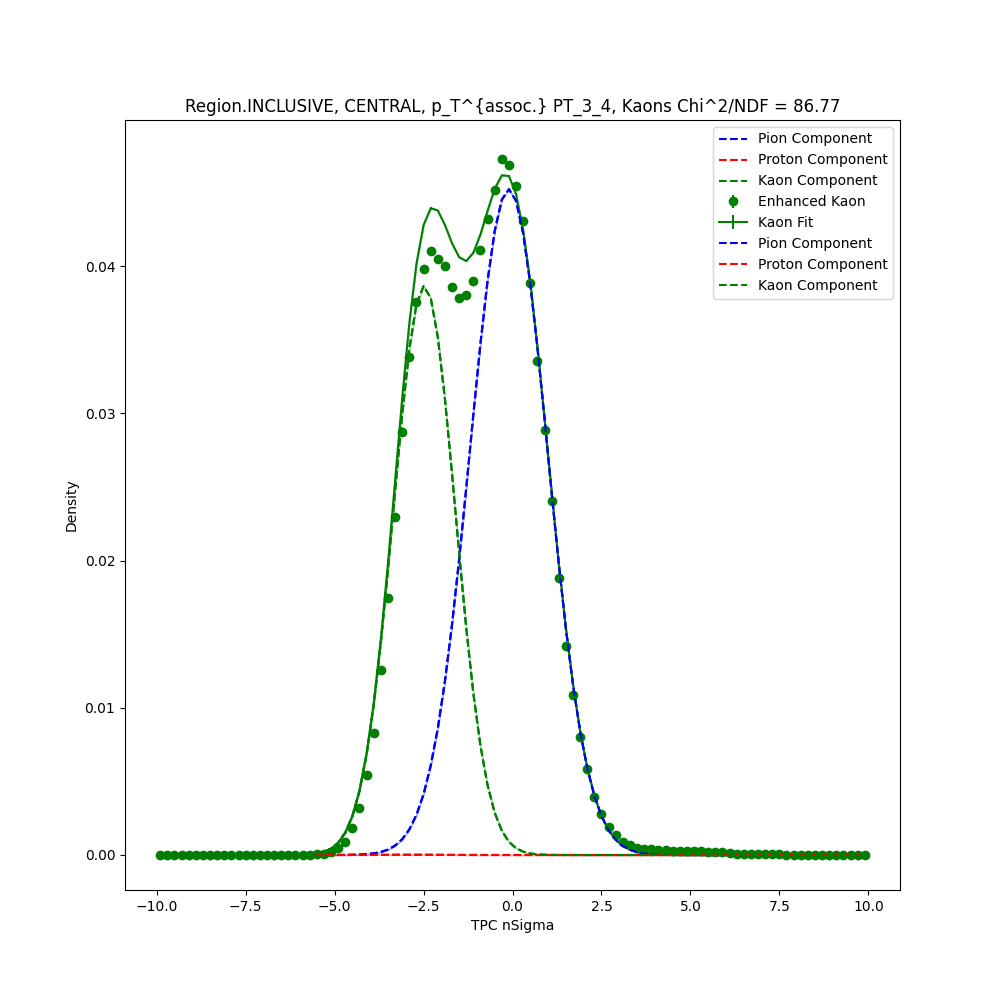 Region.INCLUSIVE, CENTRAL, p_T^{assoc.} PT_3_4, Kaons Chi^2/NDF = 86.77
Pion Component
Proton Component
Kaon Component
Enhanced Kaon
Kaon Fit
Pion Component
Proton Component
Kaon Component
Density
0.04
0.03
0.02
0.01
0.00
−10.0 −7.5 −5.0 −2.5 0.0 2.5 5.0 7.5 10.0
TPC nSigma